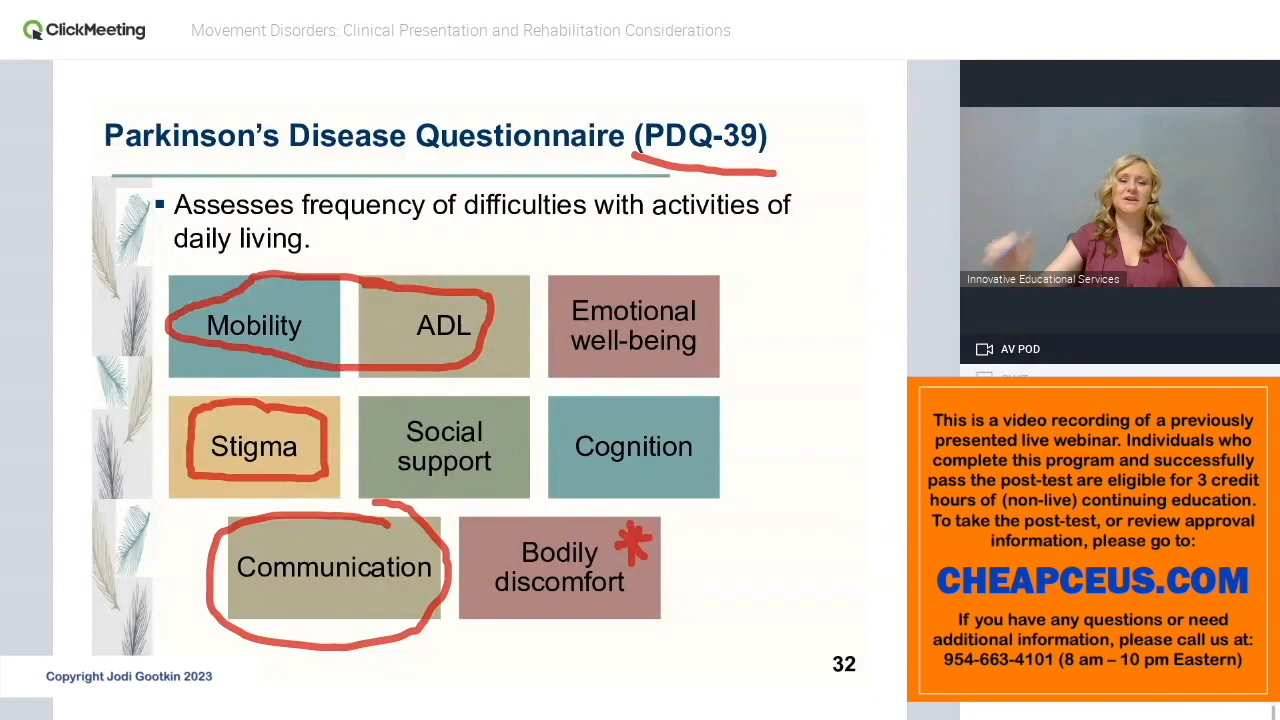 ClickMeeting
Movement Disorders: Clinical Presentation and Rehabilitation Considerations
Parkinson's Disease Questionnaire (PDQ-39)
▪ Assesses frequency of difficulties with activities of
daily living.
Mobility
ADL
Emotional
well-being
Stigma
Social
support
Cognition
Communication
Bodily
discomfort
32
Copyright Jodi Gootkin 2023
Innovative Educational Services
AV POD
This is a video recording of a previously
presented live webinar. Individuals who
complete this program and successfully
pass the post-test are eligible for 3 credit
hours of (non-live) continuing education.
To take the post-test, or review approval
information, please go to:
CHEAPCEUS.COM
If you have any questions or need
additional information, please call us at:
954-663-4101 (8 am – 10 pm Eastern)